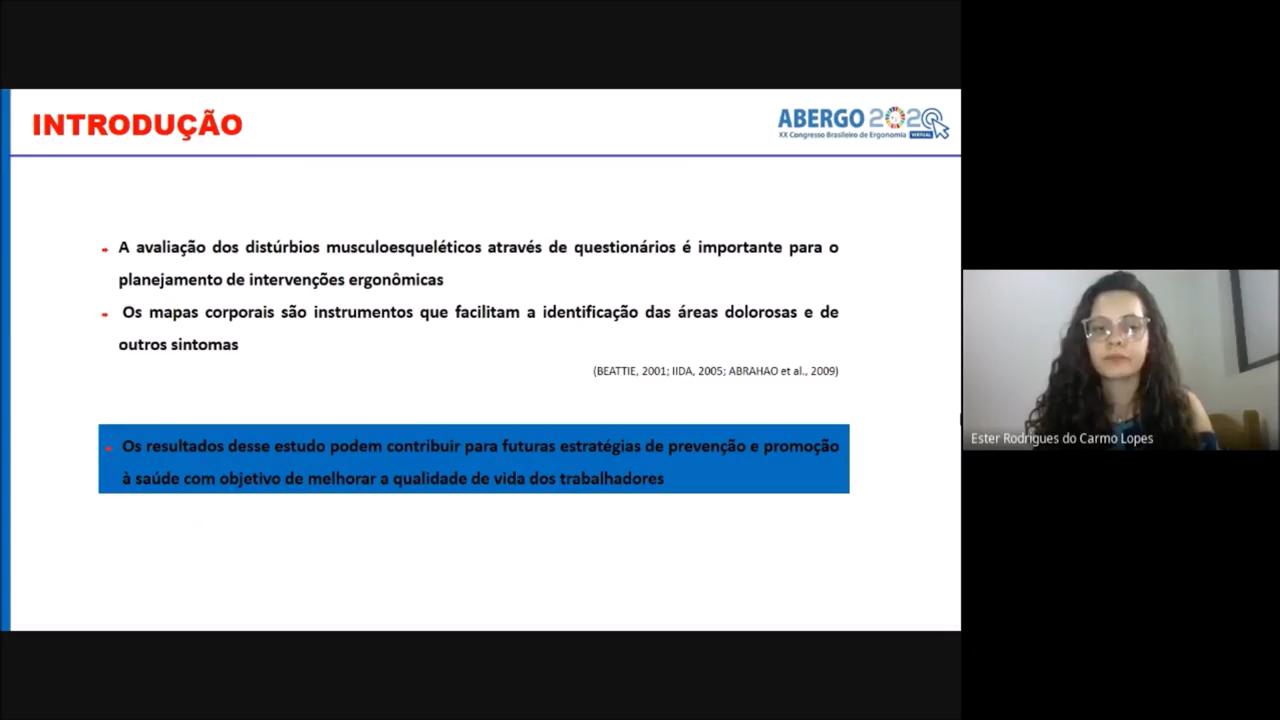 INTRODUÇÃO
ABERGO 2020
XX Congresso Brasileiro de Ergonomia VIRTUAL
A avaliação dos distúrbios musculoesqueléticos através de questionários é importante para o
planejamento de intervenções ergonômicas
Os mapas corporais são instrumentos que facilitam a identificação das áreas dolorosas e de
outros sintomas
(BEATTIE, 2001; IIDA, 2005; ABRAHAO et al., 2009)
Os resultados desse estudo podem contribuir para futuras estratégias de prevenção e promoção
à saúde com objetivo de melhorar a qualidade de vida dos trabalhadores
Ester Rodrigues do Carmo Lopes